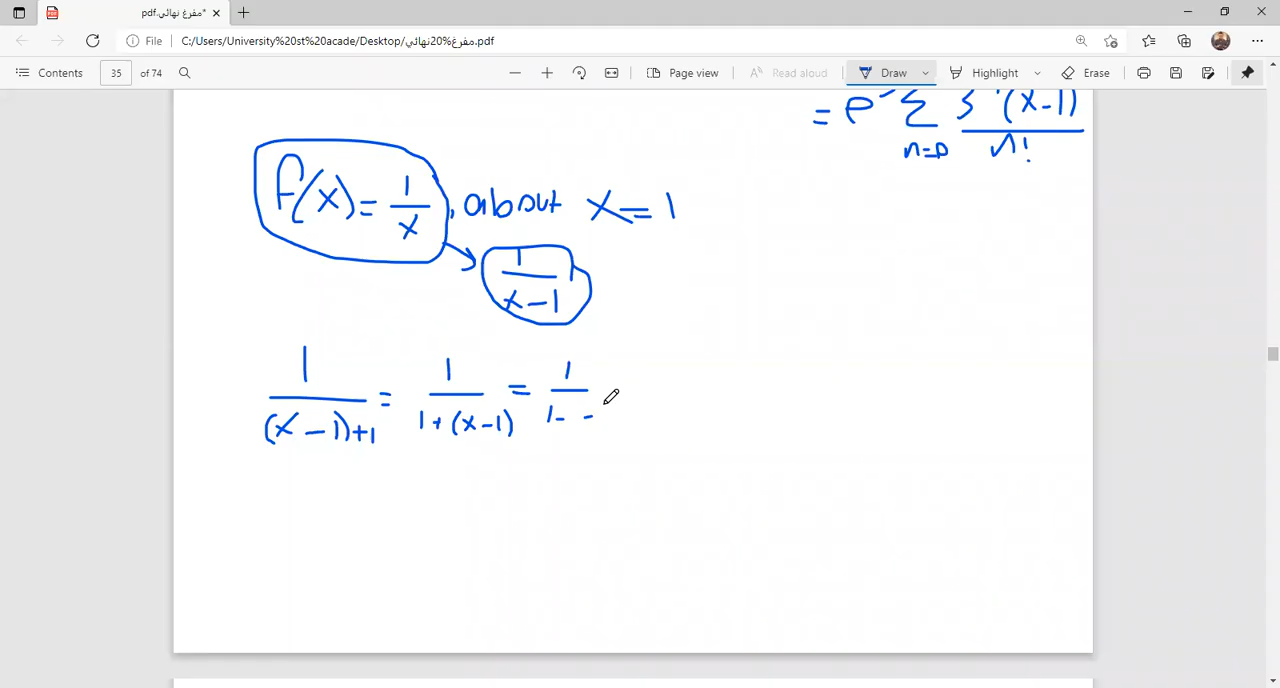 مفرغ نهائي.pdf*
File C:/Users/University%20st%20acade/Desktop/مفرغ%20نهائي.pdf
Contents 35 of 74 Page view Read aloud Draw Highlight Erase
= e⁵ Σ 5ⁿ(x-1)
n=0 n!
f(x) = 1/x , about x = 1
1/(x-1)
1/((x-1)+1) = 1/(1+(x-1)) = 1/(1- -